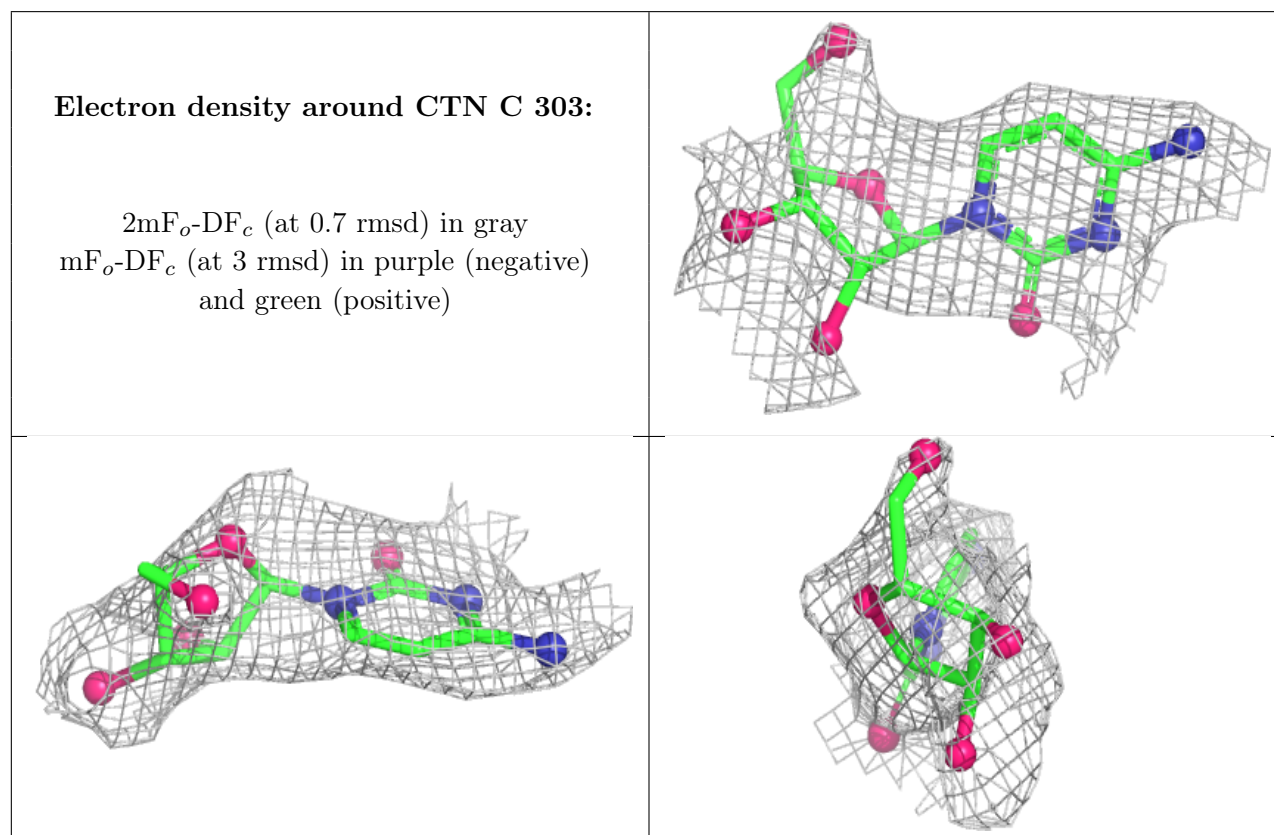 Electron density around CTN C 303:
2mFₒ-DF𝒸 (at 0.7 rmsd) in gray
mFₒ-DF𝒸 (at 3 rmsd) in purple (negative)
and green (positive)